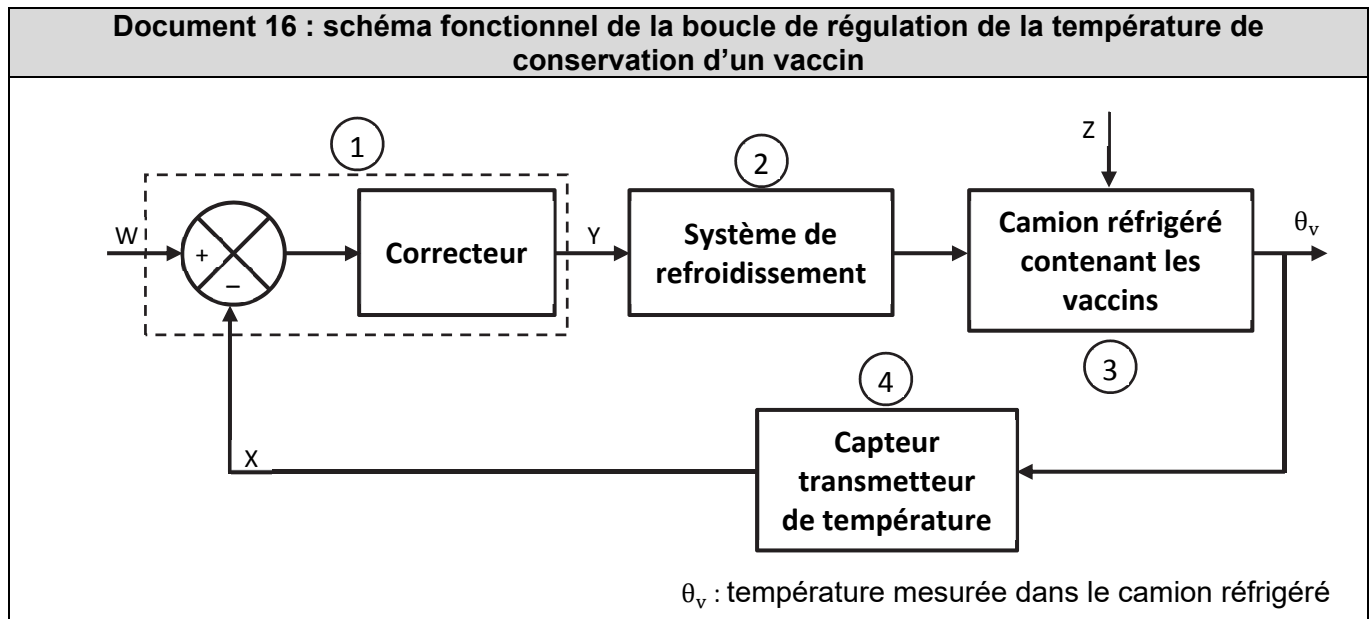 Document 16 : schéma fonctionnel de la boucle de régulation de la température de
conservation d’un vaccin
1
2
Z
W
+
−
Correcteur
Y
Système de
refroidissement
Camion réfrigéré
contenant les
vaccins
θv
3
4
X
Capteur
transmetteur
de température
θv : température mesurée dans le camion réfrigéré